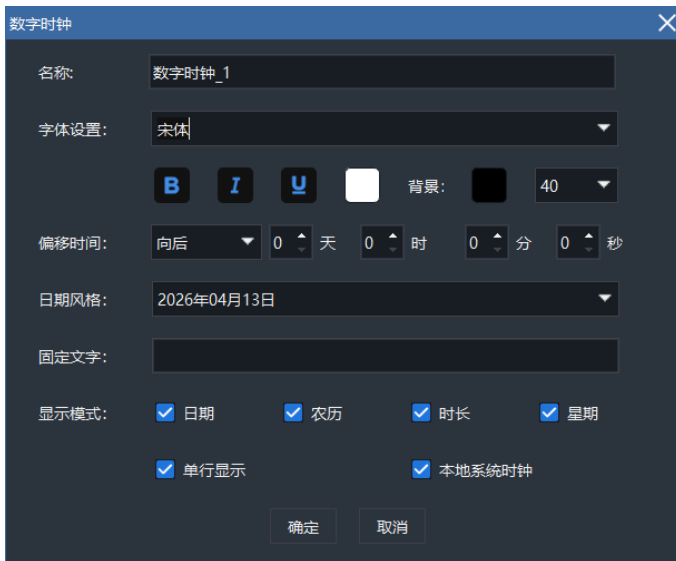 数字时钟
名称: 数字时钟_1
字体设置: 宋体
B I U 背景: 40
偏移时间: 向后 0 天 0 时 0 分 0 秒
日期风格: 2026年04月13日
固定文字:
显示模式: 日期 农历 时长 星期
单行显示 本地系统时钟
确定 取消